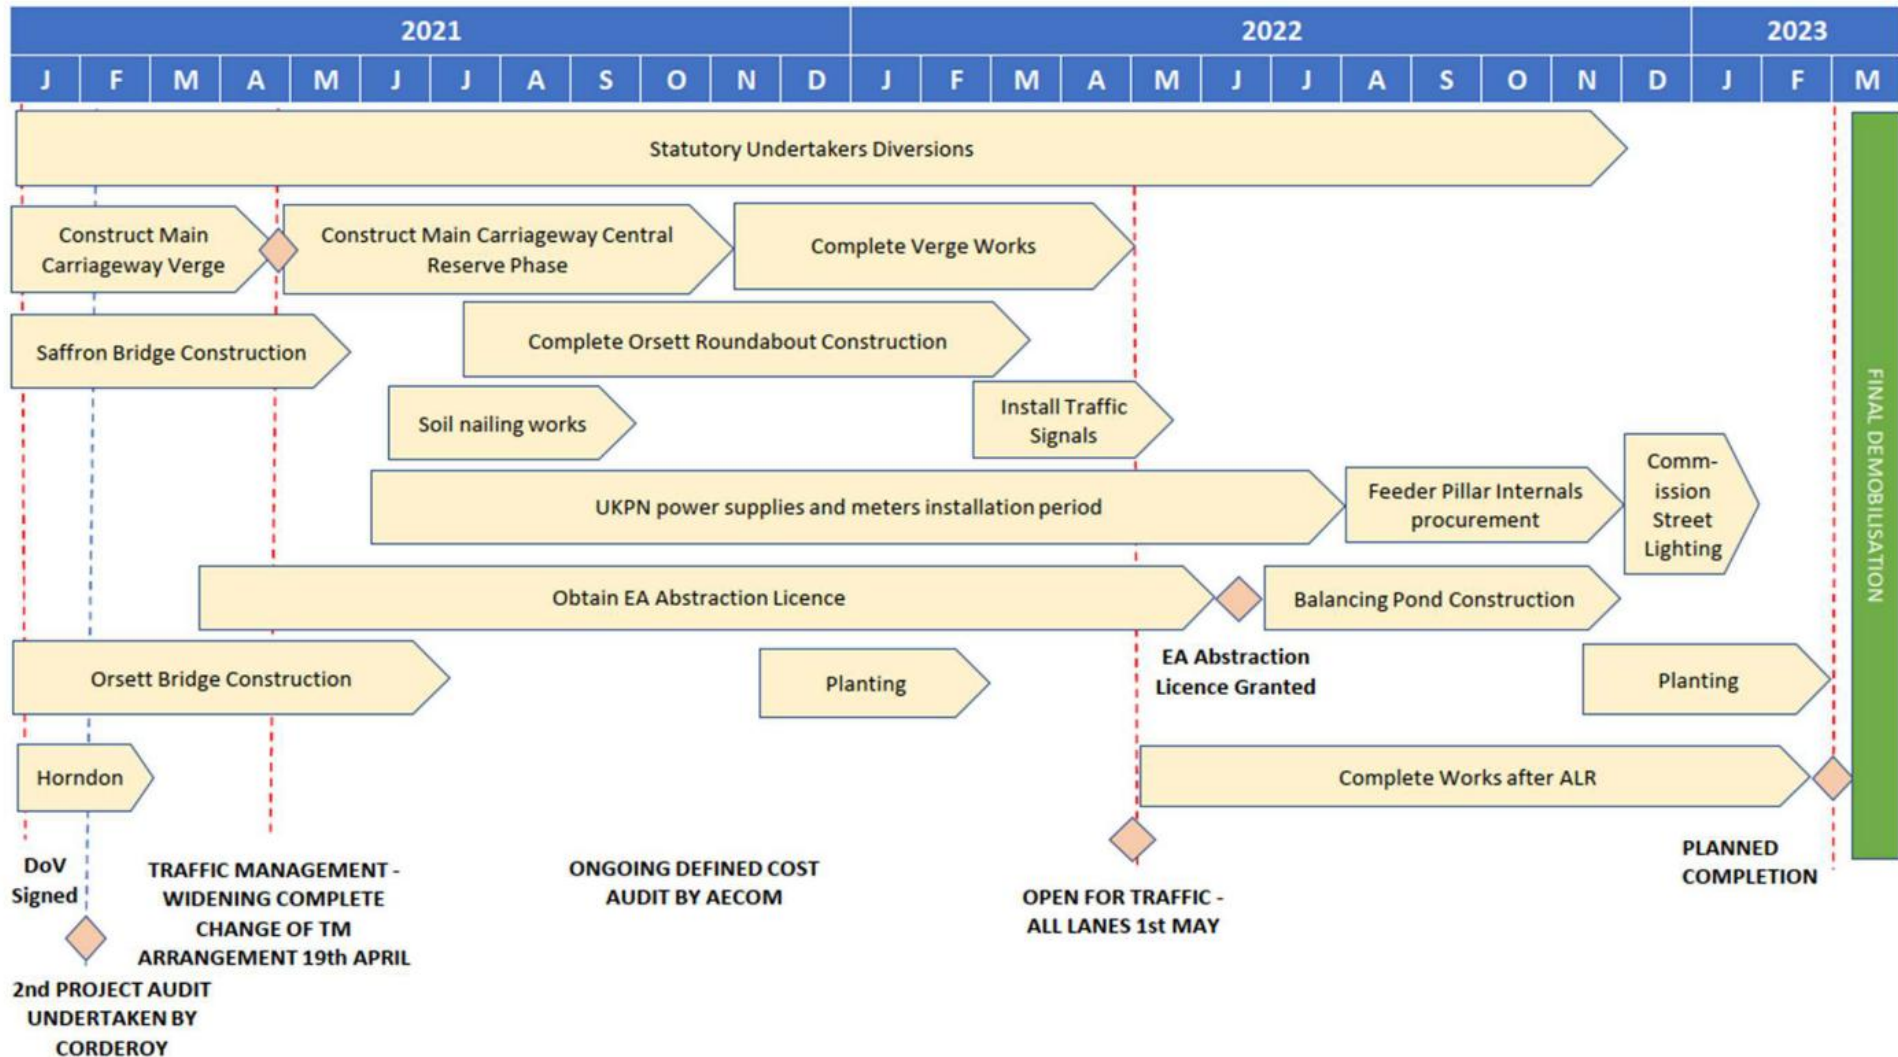 2021 2022 2023
J F M A M J J A S O N D J F M A M J J A S O N D J F M
Statutory Undertakers Diversions
Construct Main
Carriageway Verge
Construct Main Carriageway Central
Reserve Phase
Complete Verge Works
Saffron Bridge Construction
Complete Orsett Roundabout Construction
Soil nailing works
Install Traffic
Signals
UKPN power supplies and meters installation period
Feeder Pillar Internals
procurement
Comm-
ission
Street
Lighting
Obtain EA Abstraction Licence
Balancing Pond Construction
EA Abstraction
Licence Granted
Orsett Bridge Construction
Planting
Planting
Horndon
Complete Works after ALR
FINAL DEMOBILISATION
DoV
Signed
TRAFFIC MANAGEMENT -
WIDENING COMPLETE
CHANGE OF TM
ARRANGEMENT 19th APRIL
ONGOING DEFINED COST
AUDIT BY AECOM
OPEN FOR TRAFFIC -
ALL LANES 1st MAY
PLANNED
COMPLETION
2nd PROJECT AUDIT
UNDERTAKEN BY
CORDEROY